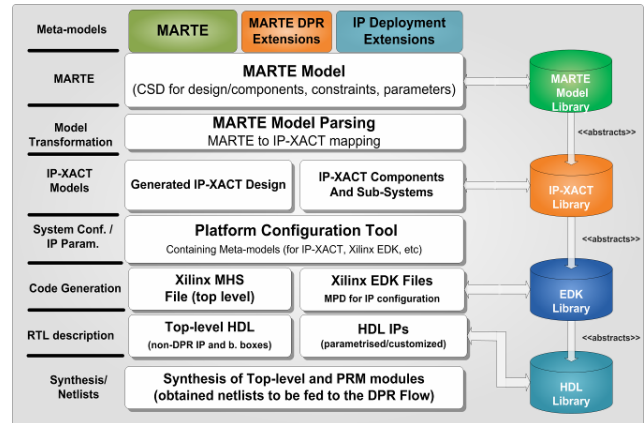 Meta-models
MARTE
MARTE DPR
Extensions
IP Deployment
Extensions
MARTE
MARTE Model
(CSD for design/components, constraints, parameters)
MARTE
Model
Library
<<abstracts>>
Model
Transformation
MARTE Model Parsing
MARTE to IP-XACT mapping
IP-XACT
Models
Generated IP-XACT Design
IP-XACT Components
And Sub-Systems
IP-XACT
Library
<<abstracts>>
System Conf. /
IP Param.
Platform Configuration Tool
Containing Meta-models (for IP-XACT, Xilinx EDK, etc)
Code Generation
Xilinx MHS
File (top level)
Xilinx EDK Files
MPD for IP configuration
EDK
Library
<<abstracts>>
RTL description
Top-level HDL
(non-DPR IP and b. boxes)
HDL IPs
(parametrised/customized)
HDL
Library
Synthesis/
Netlists
Synthesis of Top-level and PRM modules
(obtained netlists to be fed to the DPR Flow)